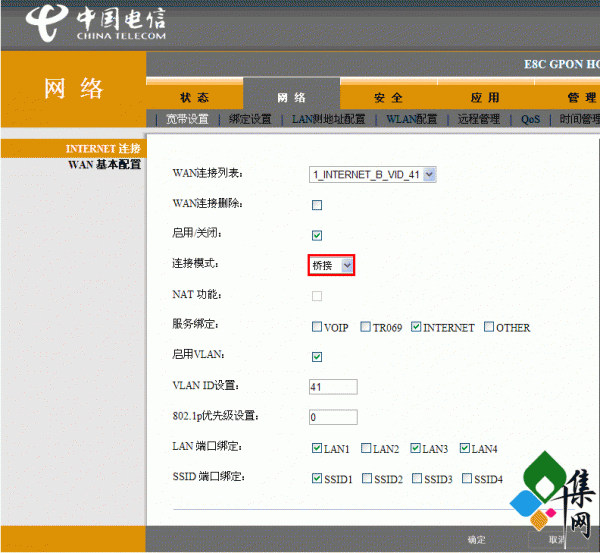 中国电信
CHINA TELECOM
E8C GPON HO
网络
状态 网络 安全 应用 管理
宽带设置 | 绑定设置 | LAN侧地址配置 | WLAN配置 | 远程管理 | QoS | 时间管理
INTERNET 连接
WAN 基本配置
WAN连接列表: 1_INTERNET_B_VID_41
WAN连接删除:
启用/关闭:
连接模式: 桥接
NAT 功能:
服务绑定: VOIP TR069 INTERNET OTHER
启用VLAN:
VLAN ID设置: 41
802.1p优先级设置: 0
LAN 端口绑定: LAN1 LAN2 LAN3 LAN4
SSID 端口绑定: SSID1 SSID2 SSID3 SSID4
集网
确定 取消